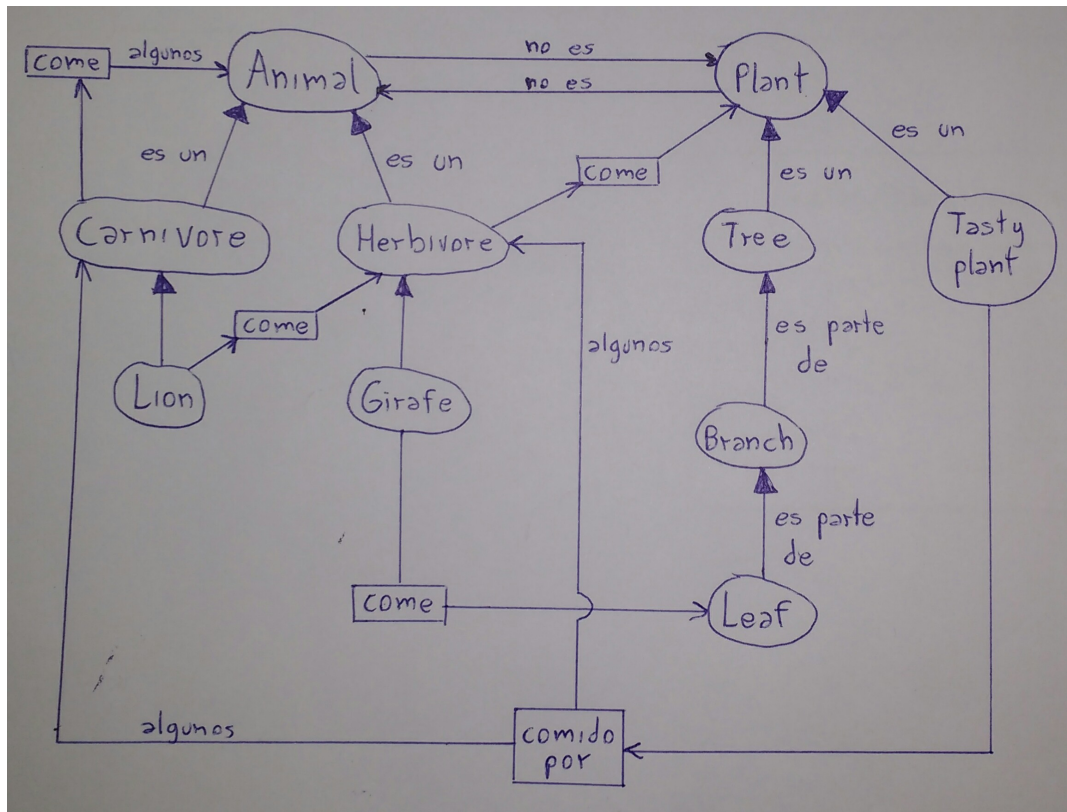 come
algunos
Animal
no es
no es
Plant
es un
es un
come
es un
es un
Carnivore
Herbivore
Tree
Tasty
plant
come
algunos
es parte
de
Lion
Girafe
Branch
es parte
de
come
Leaf
algunos
comido
por